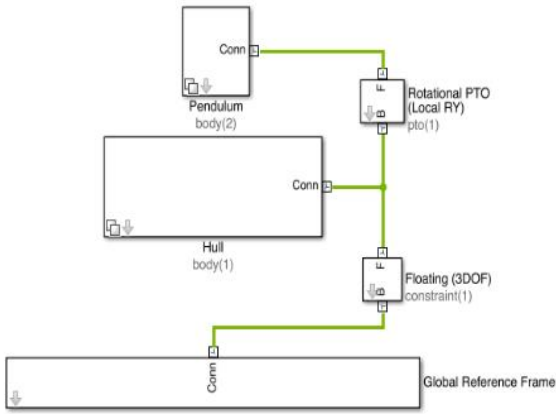 Conn
Pendulum
body(2)
F
B
Rotational PTO
(Local RY)
pto(1)
Conn
Hull
body(1)
F
B
Floating (3DOF)
constraint(1)
Conn
Global Reference Frame